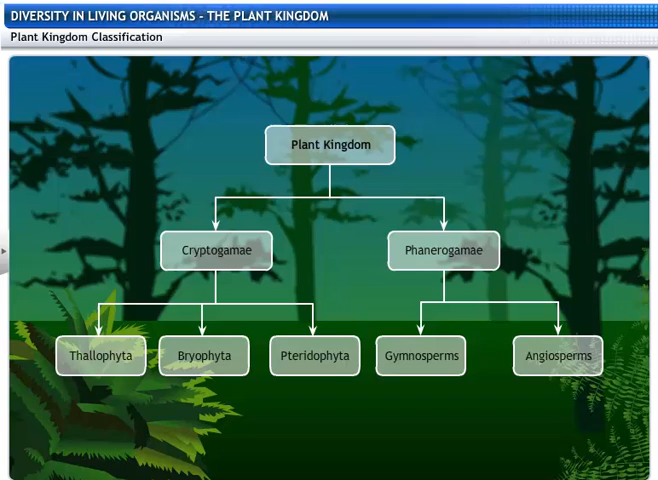 DIVERSITY IN LIVING ORGANISMS - THE PLANT KINGDOM
Plant Kingdom Classification
Plant Kingdom
Cryptogamae
Phanerogamae
Thallophyta
Bryophyta
Pteridophyta
Gymnosperms
Angiosperms